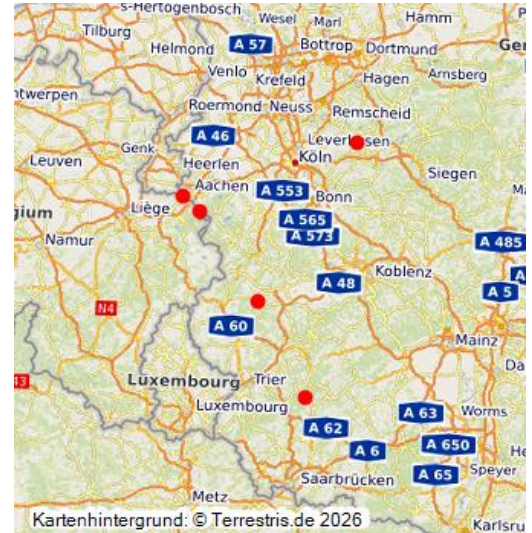 's-Hertogenbosch
Wesel
Marl
Hamm
Tilburg
Helmond
A 57
Bottrop
Dortmund
Ger
Venlo
Krefeld
Hagen
Arnsberg
ntwerpen
Roermond
Neuss
Remscheid
A 46
Leverkusen
Genk
Heerlen
Köln
Leuven
Aachen
A 553
Siegen
Liège
Bonn
gium
A 565
A 573
Namur
Koblenz
A 485
A 48
A
N4
A 5
A 60
Mainz
Da
43
Luxembourg
Trier
Luxembourg
A 63
Worms
A 62
A 650
A 6
He
Saarbrücken
A 65
Speyer
Metz
Karlsru
Kartenhintergrund: © Terrestris.de 2026